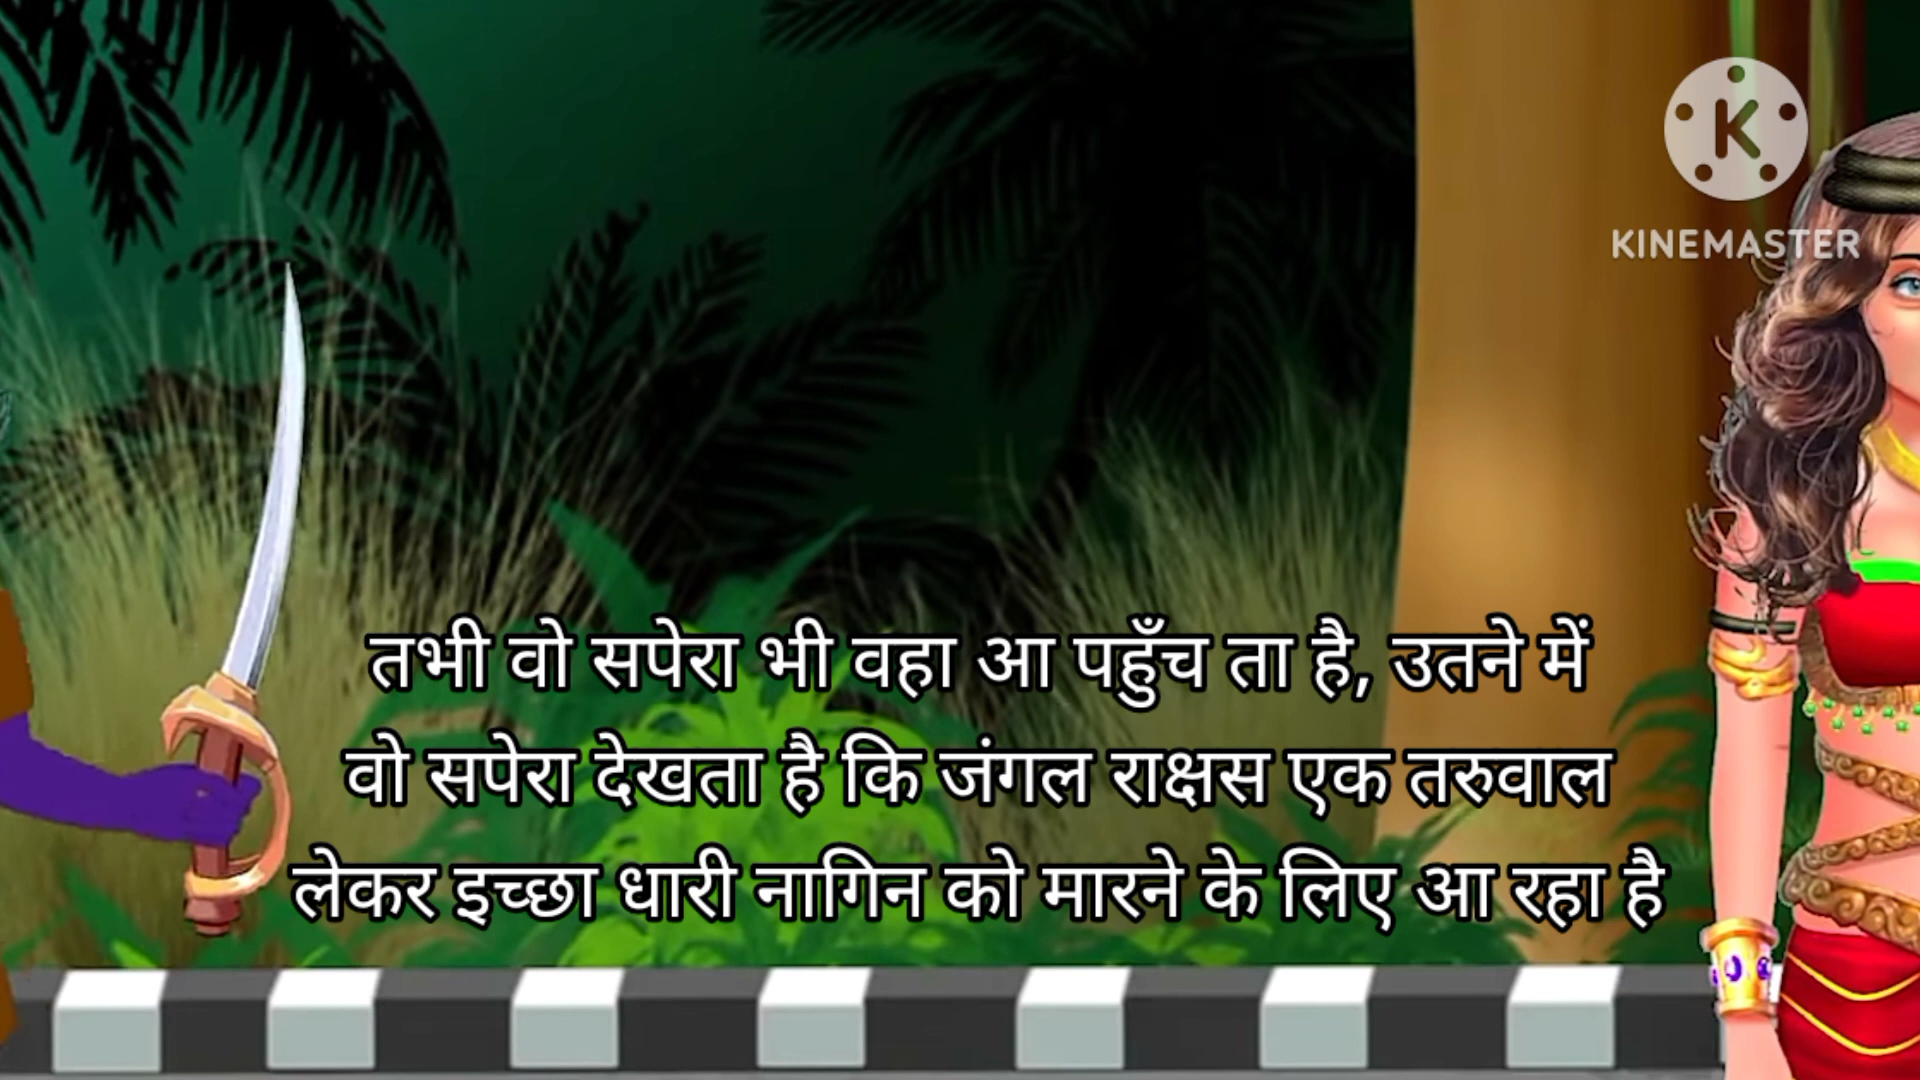 K
KINEMASTER
तभी वो सपेरा भी वहा आ पहुँच ता है, उतने में
वो सपेरा देखता है कि जंगल राक्षस एक तरुवाल
लेकर इच्छा धारी नागिन को मारने के लिए आ रहा है